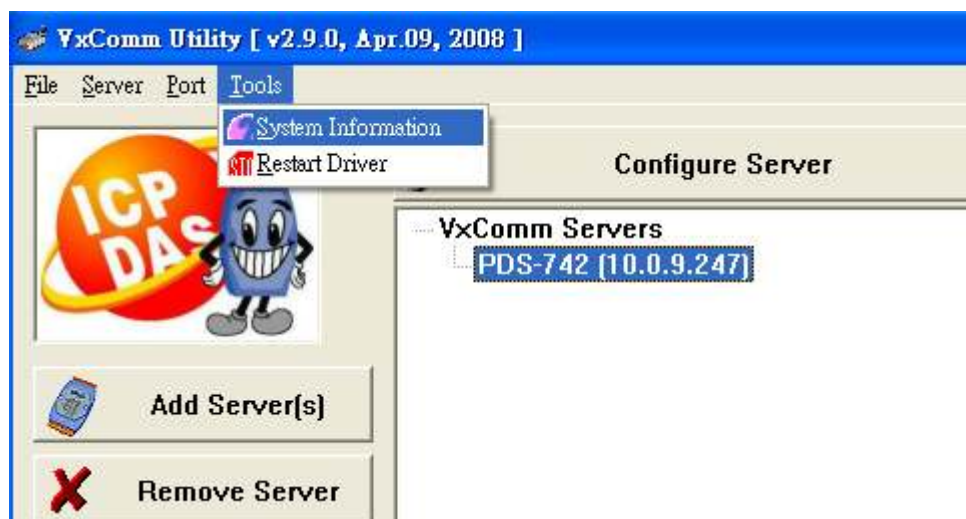 VxComm Utility [ v2.9.0, Apr.09, 2008 ]
File Server Port Tools
System Information
Restart Driver
ICP
DAS
Configure Server
VxComm Servers
PDS-742 (10.0.9.247)
Add Server(s)
Remove Server